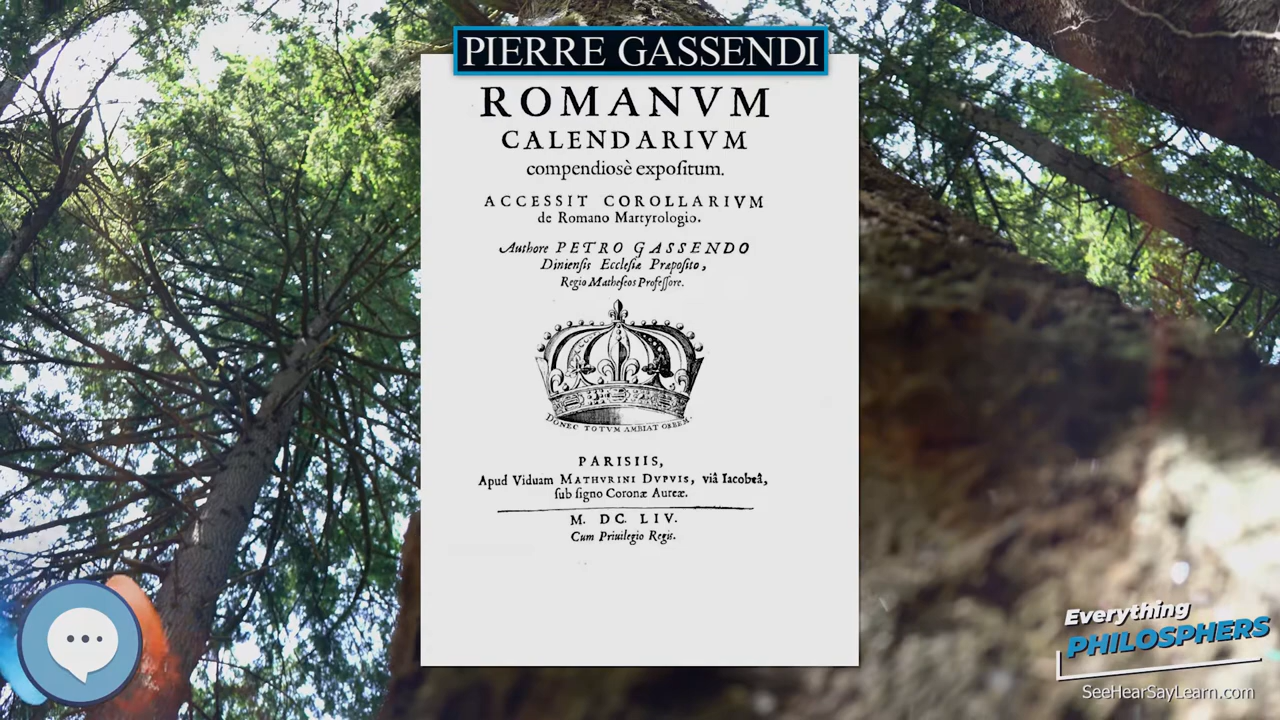 PIERRE GASSENDI
ROMANVM
CALENDARIVM
compendiosè expoſitum.
ACCESSIT COROLLARIVM
de Romano Martyrologio.
Authore PETRO GASSENDO
Dinienſis Eccleſiæ Præpoſito,
Regio Matheſeos Profeſſore.
DONEC TOTVM AMBIAT ORBEM
PARISIIS,
Apud Viduam MATHVRINI DVPVIS, viâ Iacobæâ,
ſub ſigno Coronæ Aureæ.
M. DC. LIV.
Cum Priuilegio Regis.
Everything
PHILOSPHERS
SeeHearSayLearn.com